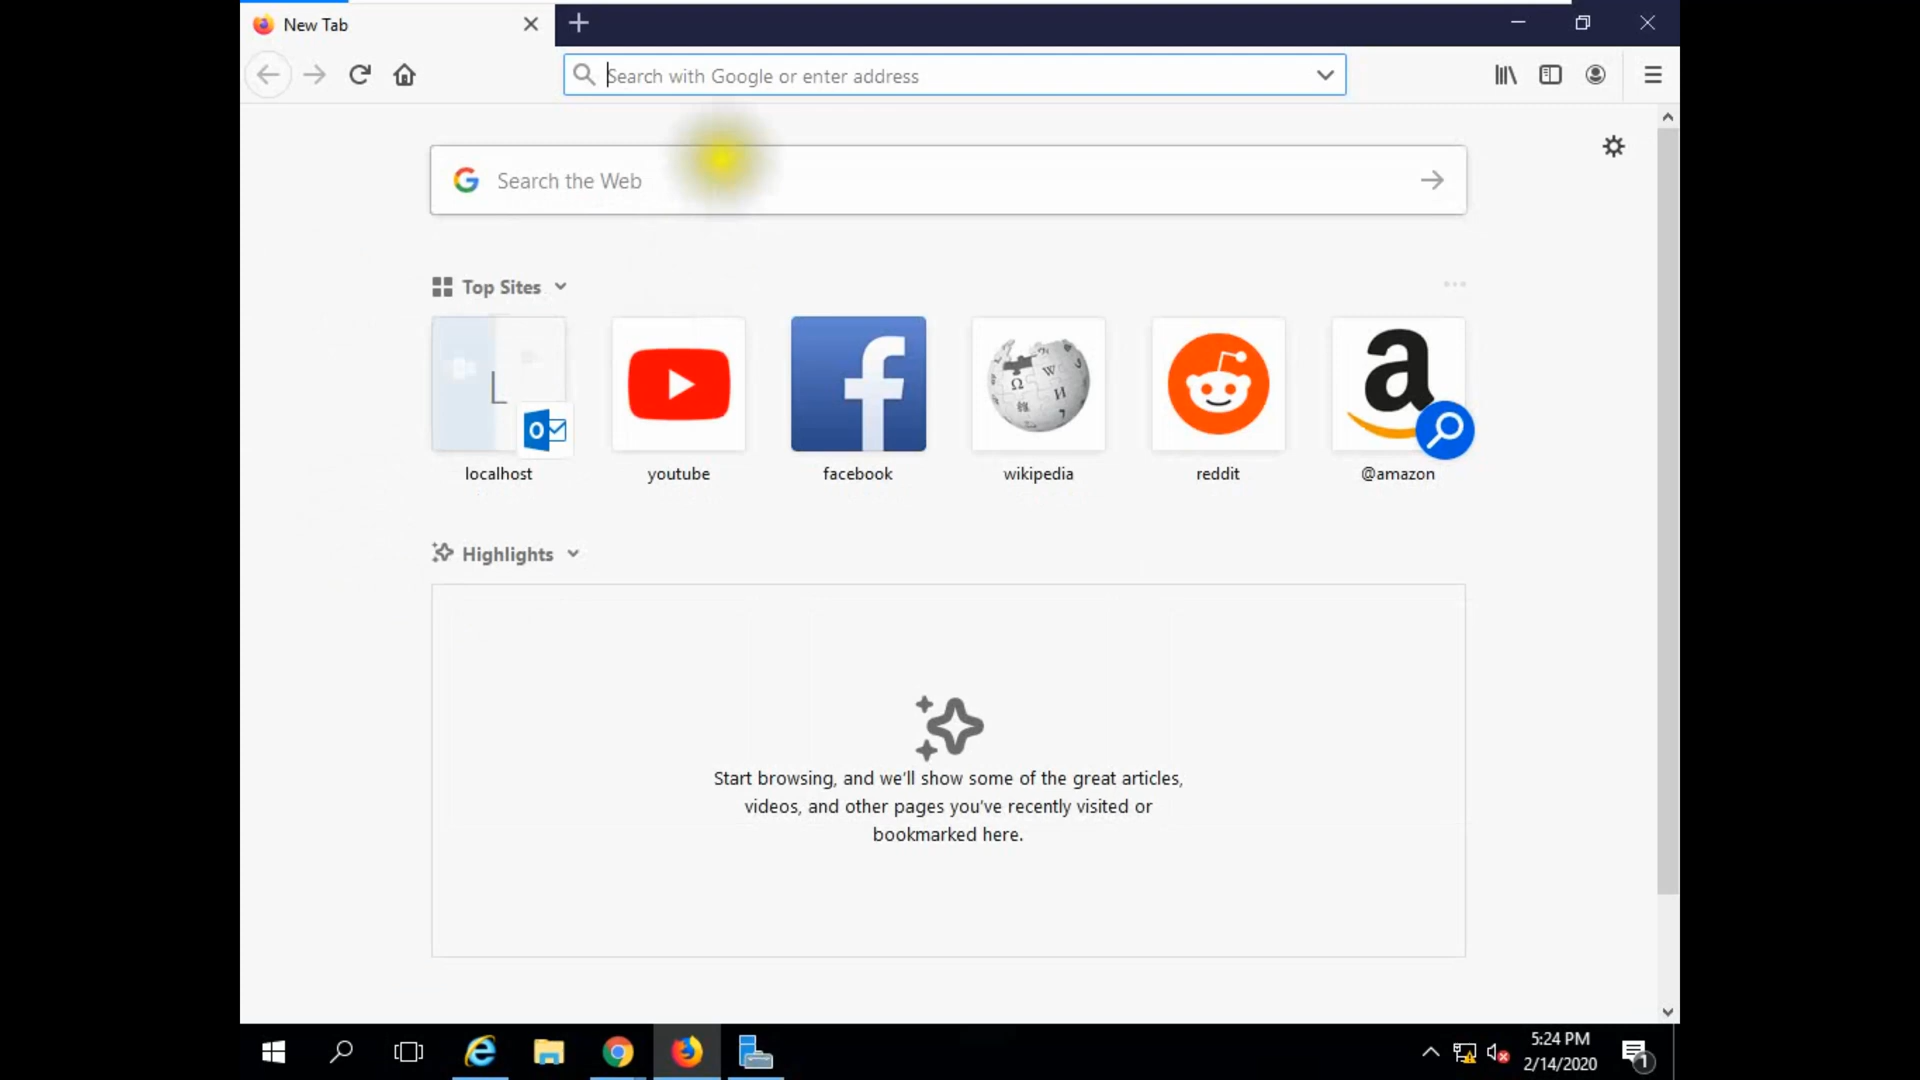 New Tab
Search with Google or enter address
Search the Web
Top Sites
L
localhost
youtube
facebook
wikipedia
reddit
@amazon
Highlights
Start browsing, and we'll show some of the great articles,
videos, and other pages you've recently visited or
bookmarked here.
5:24 PM
2/14/2020
1